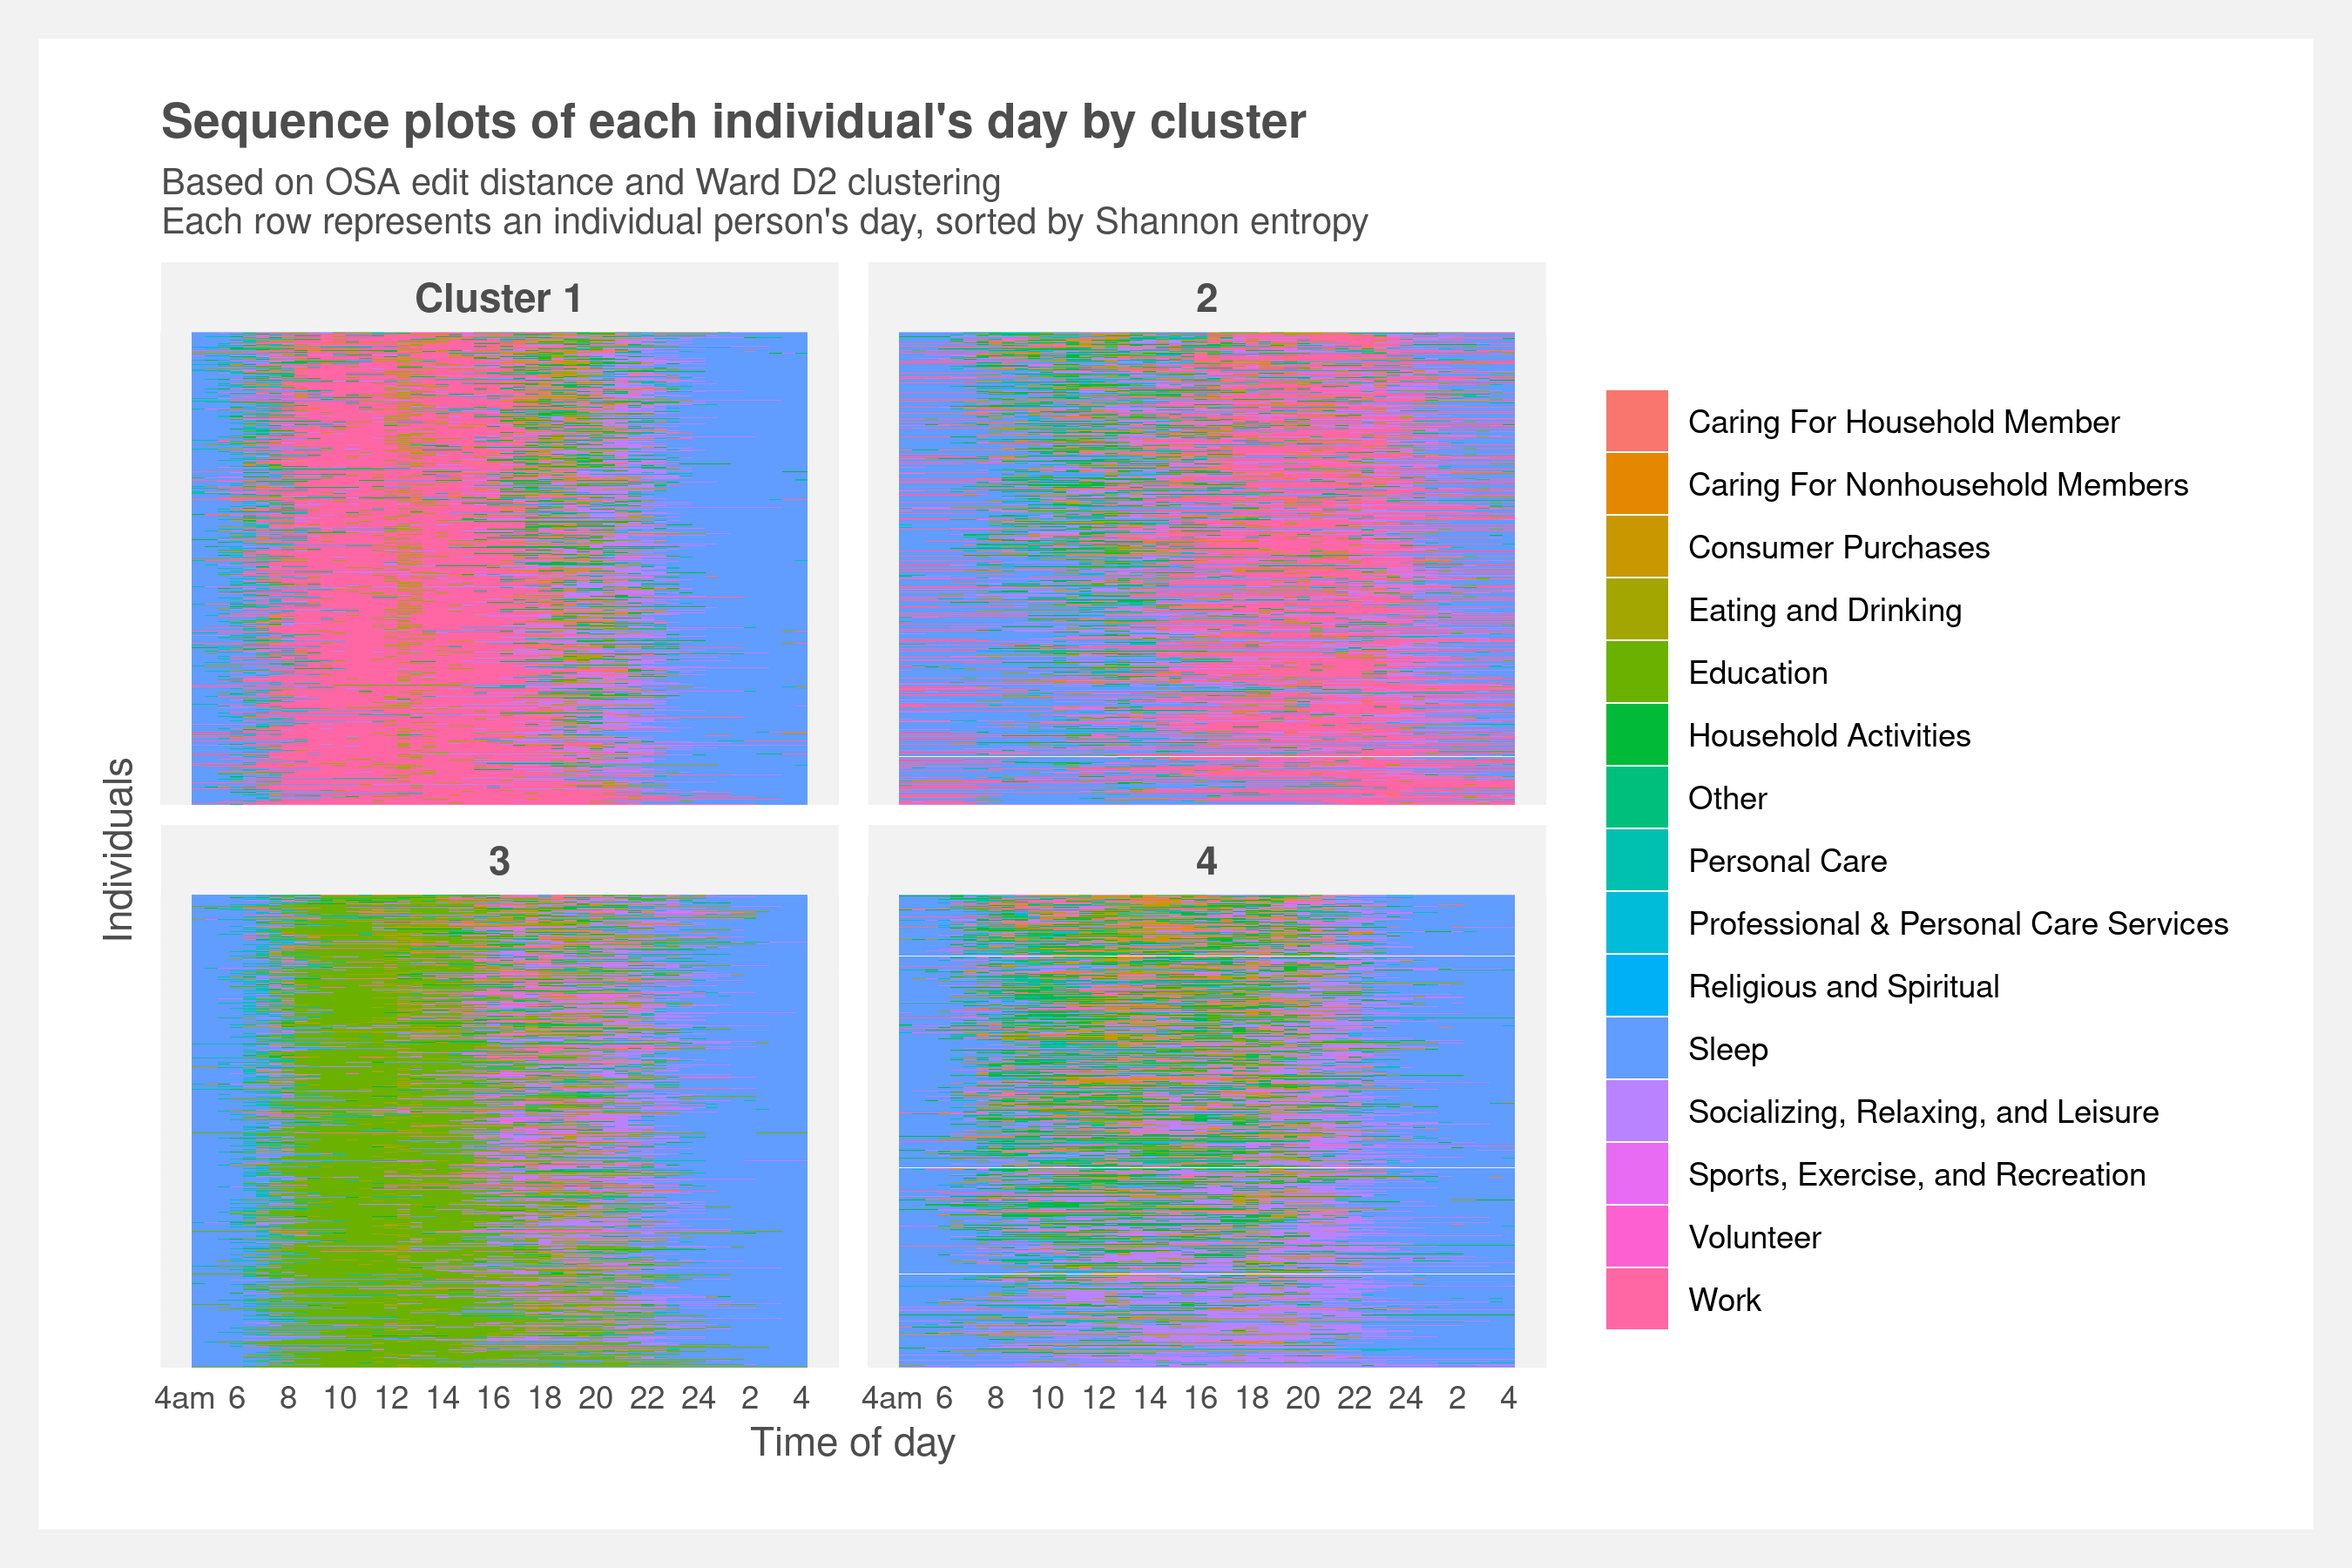 Sequence plots of each individual's day by cluster
Based on OSA edit distance and Ward D2 clustering
Each row represents an individual person's day, sorted by Shannon entropy
Cluster 1
2
3
4
Individuals
4am 6 8 10 12 14 16 18 20 22 24 2 4
4am 6 8 10 12 14 16 18 20 22 24 2 4
Time of day
Caring For Household Member
Caring For Nonhousehold Members
Consumer Purchases
Eating and Drinking
Education
Household Activities
Other
Personal Care
Professional & Personal Care Services
Religious and Spiritual
Sleep
Socializing, Relaxing, and Leisure
Sports, Exercise, and Recreation
Volunteer
Work